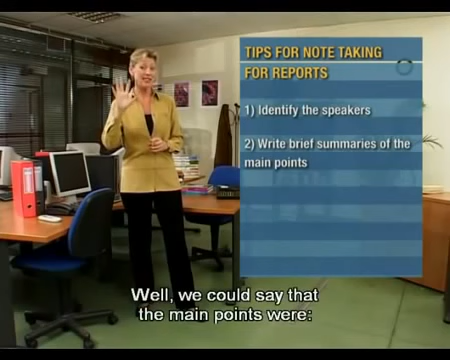 TIPS FOR NOTE TAKING
FOR REPORTS
1) Identify the speakers
2) Write brief summaries of the
main points
Well, we could say that
the main points were: